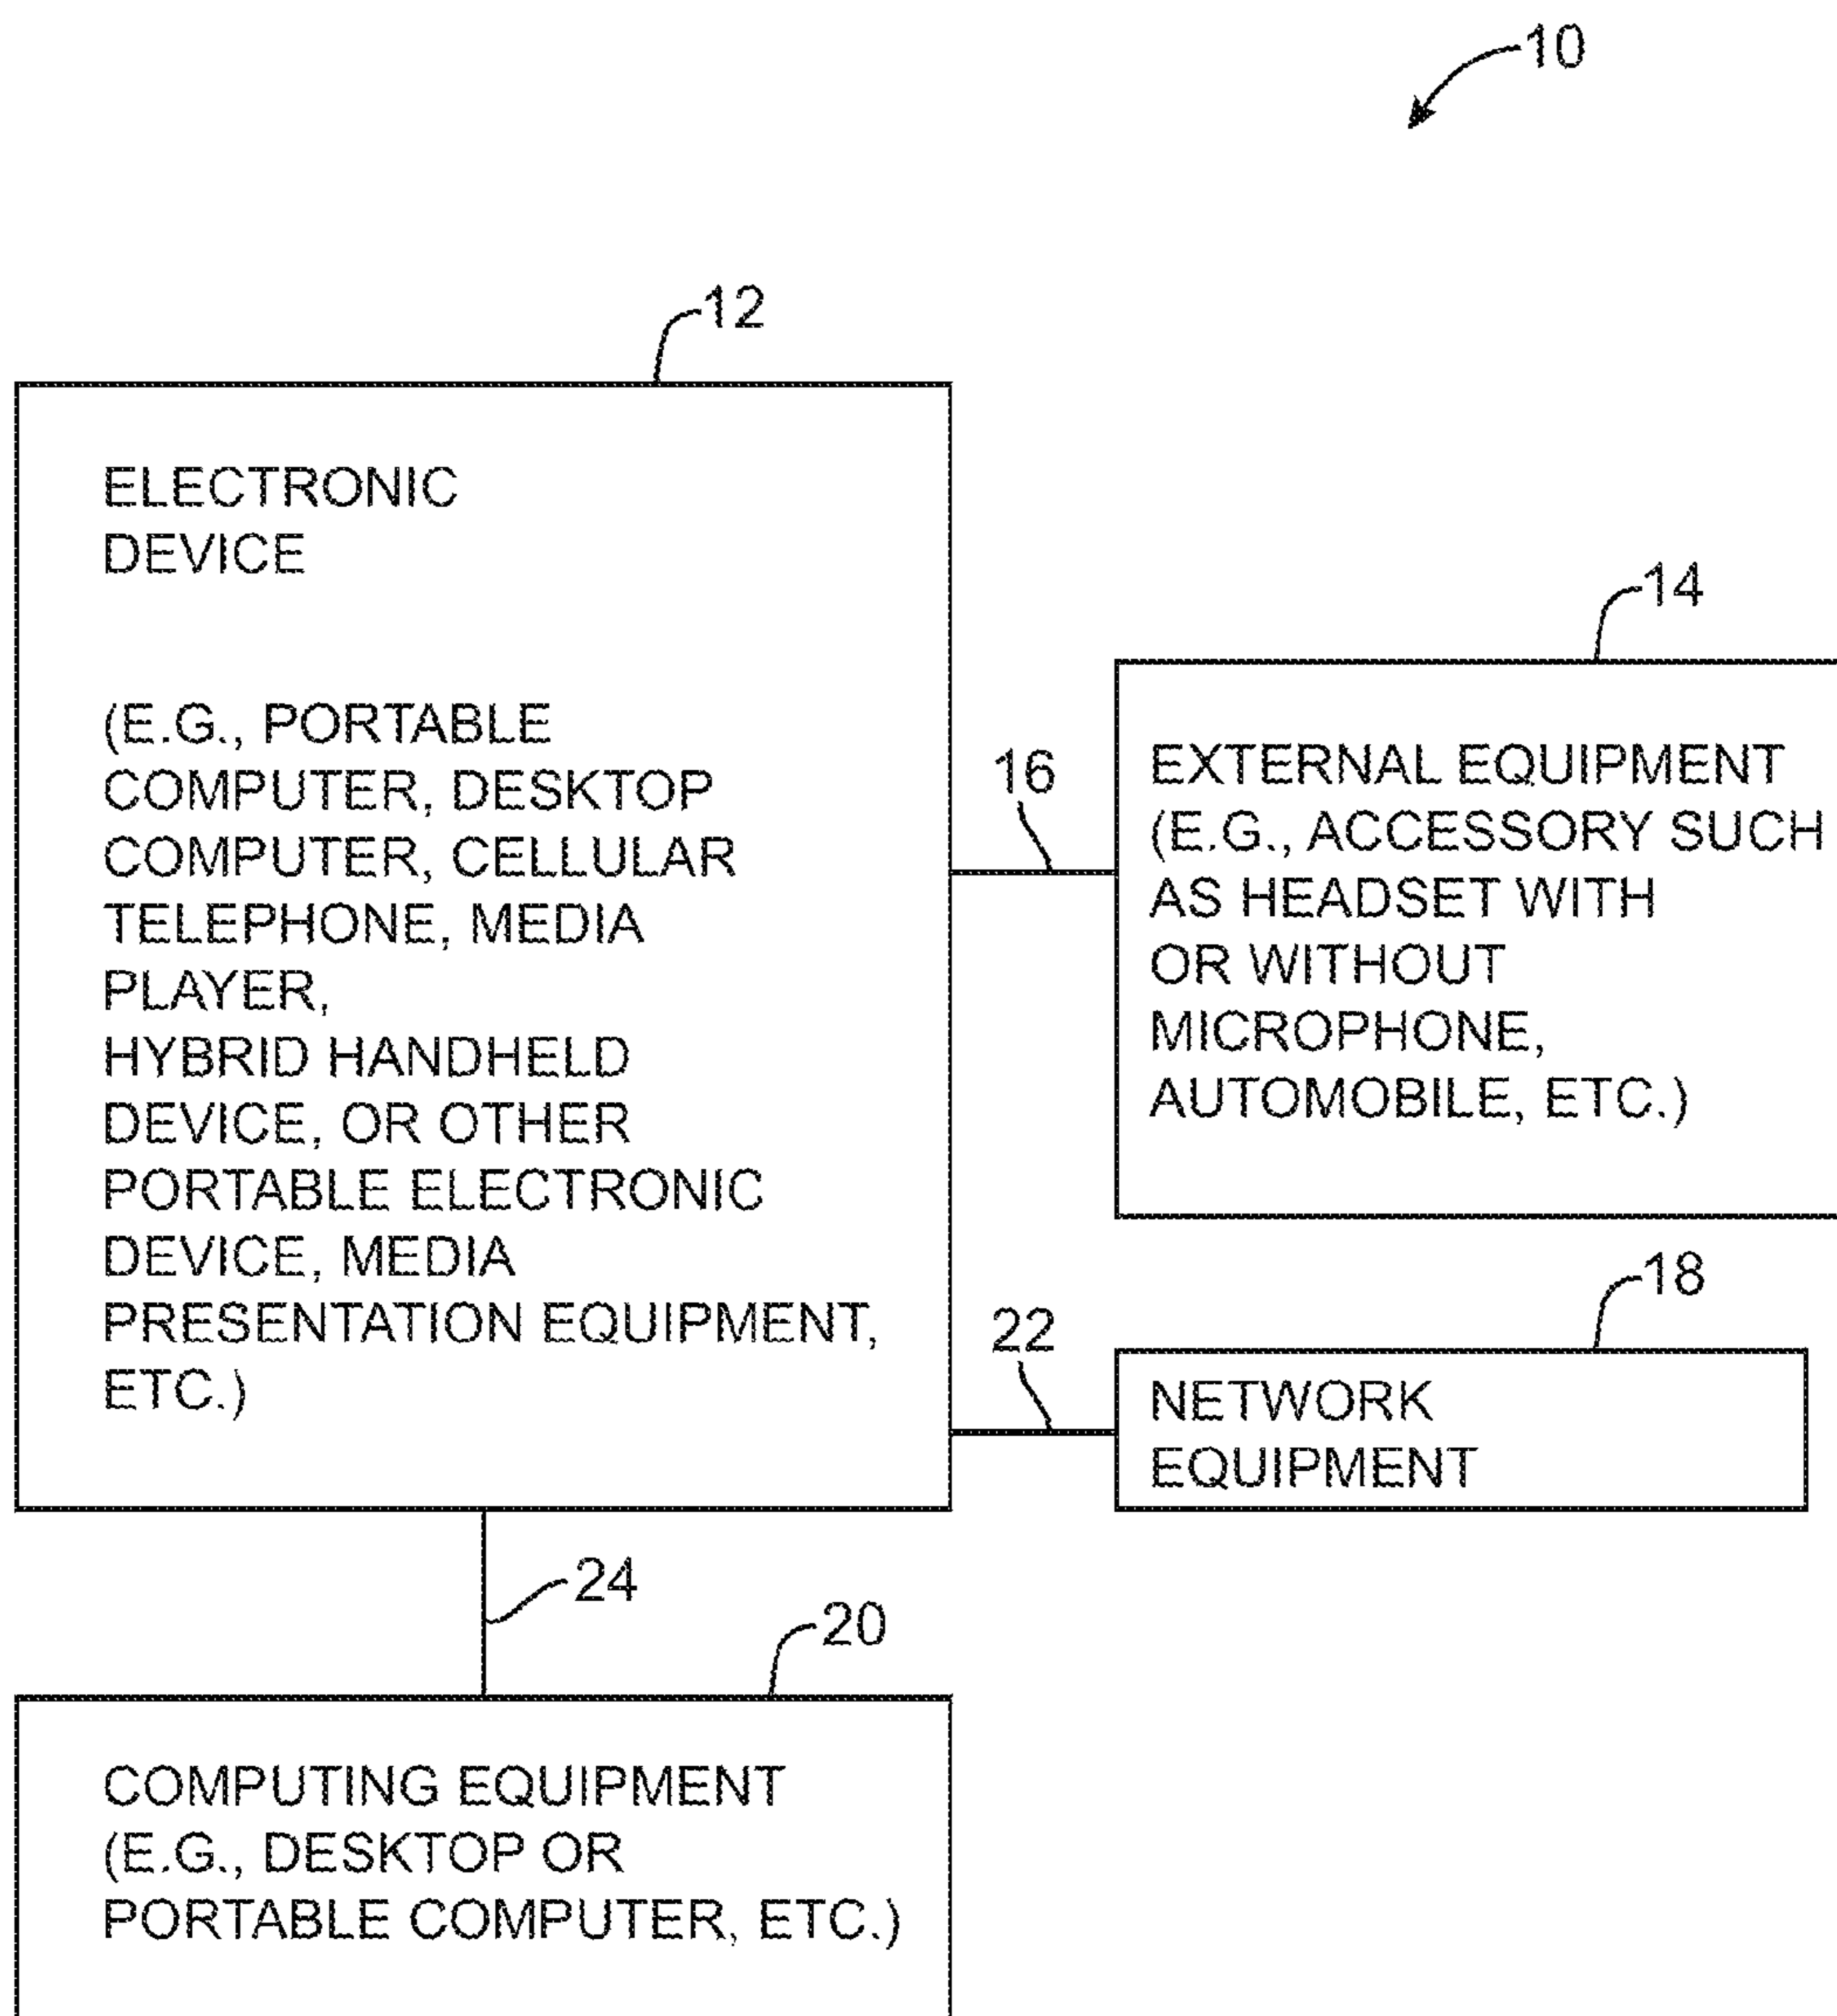 10
12
ELECTRONIC
DEVICE
(E.G., PORTABLE
COMPUTER, DESKTOP
COMPUTER, CELLULAR
TELEPHONE, MEDIA
PLAYER,
HYBRID HANDHELD
DEVICE, OR OTHER
PORTABLE ELECTRONIC
DEVICE, MEDIA
PRESENTATION EQUIPMENT,
ETC.)
16
14
EXTERNAL EQUIPMENT
(E.G., ACCESSORY SUCH
AS HEADSET WITH
OR WITHOUT
MICROPHONE,
AUTOMOBILE, ETC.)
22
18
NETWORK
EQUIPMENT
24
20
COMPUTING EQUIPMENT
(E.G., DESKTOP OR
PORTABLE COMPUTER, ETC.)